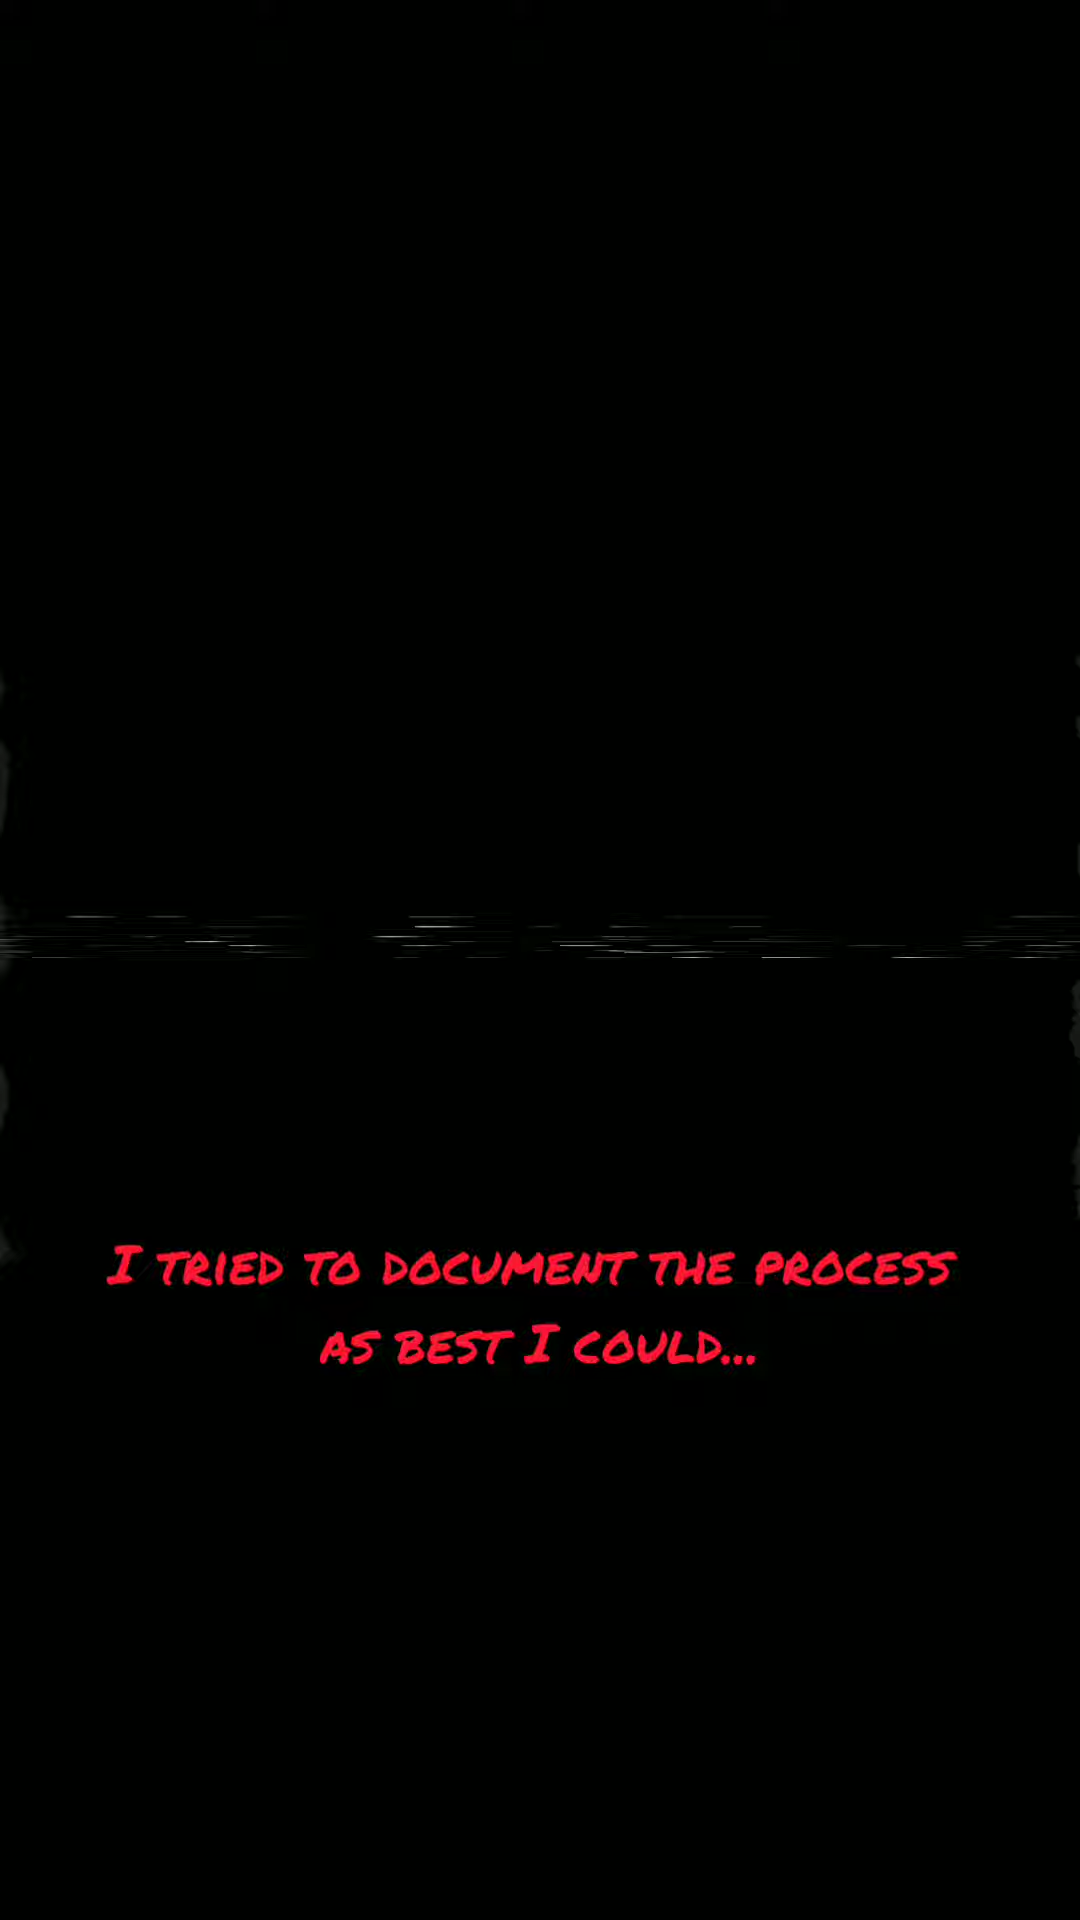 I TRIED TO DOCUMENT THE PROCESS
AS BEST I COULD...